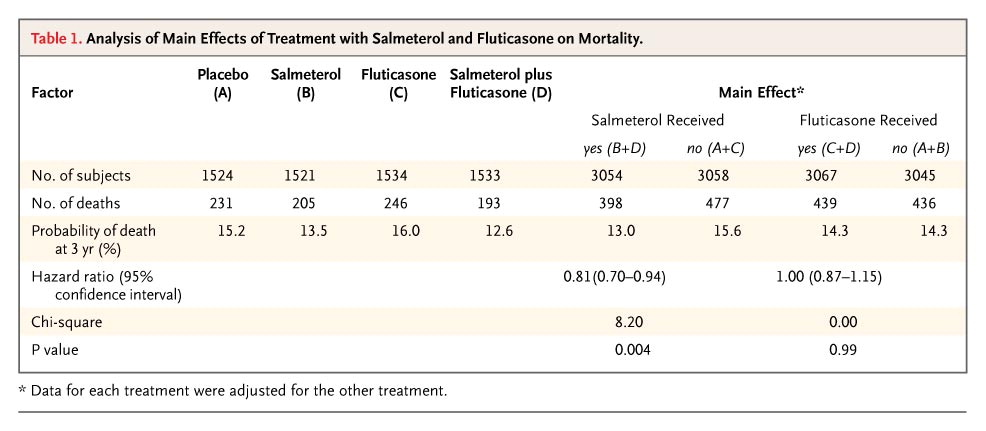 Table 1. Analysis of Main Effects of Treatment with Salmeterol and Fluticasone on Mortality.
Factor Placebo (A) Salmeterol (B) Fluticasone (C) Salmeterol plus Fluticasone (D) Main Effect*
Salmeterol Received Fluticasone Received
yes (B+D) no (A+C) yes (C+D) no (A+B)
No. of subjects 1524 1521 1534 1533 3054 3058 3067 3045
No. of deaths 231 205 246 193 398 477 439 436
Probability of death at 3 yr (%) 15.2 13.5 16.0 12.6 13.0 15.6 14.3 14.3
Hazard ratio (95% confidence interval) 0.81(0.70–0.94) 1.00 (0.87–1.15)
Chi-square 8.20 0.00
P value 0.004 0.99
* Data for each treatment were adjusted for the other treatment.